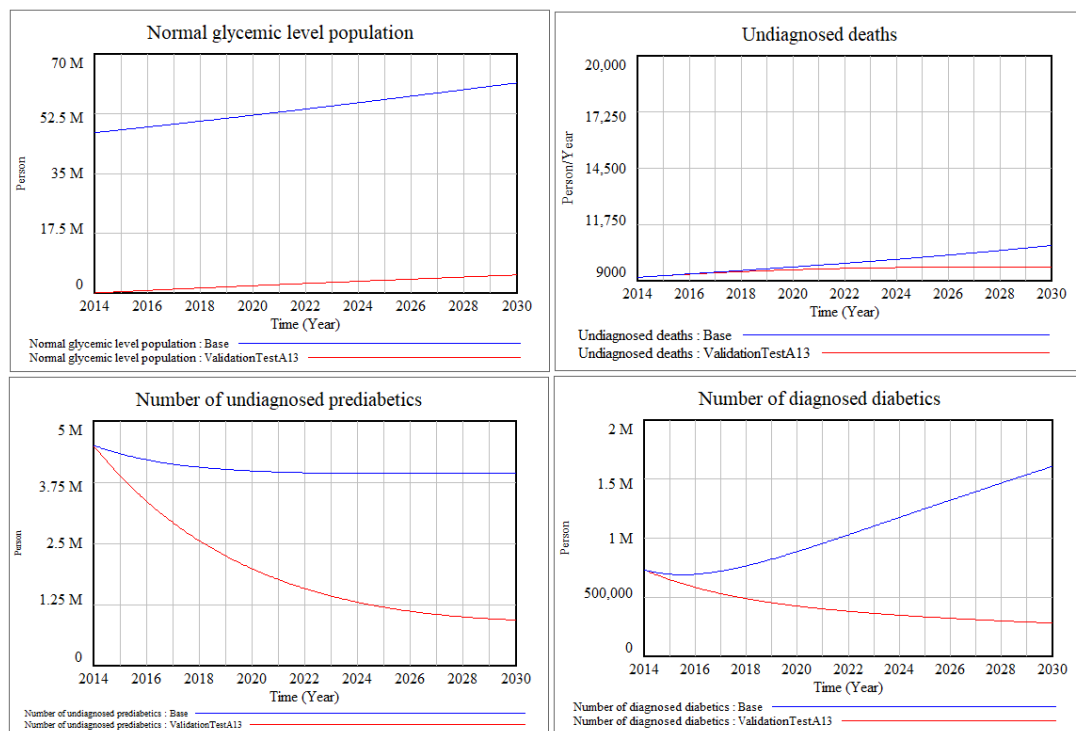 Normal glycemic level population
70 M
52.5 M
35 M
17.5 M
0
Person
2014 2016 2018 2020 2022 2024 2026 2028 2030
Time (Year)
Normal glycemic level population : Base
Normal glycemic level population : ValidationTestA13
Undiagnosed deaths
20,000
17,250
14,500
11,750
9000
Person/Year
2014 2016 2018 2020 2022 2024 2026 2028 2030
Time (Year)
Undiagnosed deaths : Base
Undiagnosed deaths : ValidationTestA13
Number of undiagnosed prediabetics
5 M
3.75 M
2.5 M
1.25 M
0
Person
2014 2016 2018 2020 2022 2024 2026 2028 2030
Time (Year)
Number of undiagnosed prediabetics : Base
Number of undiagnosed prediabetics : ValidationTestA13
Number of diagnosed diabetics
2 M
1.5 M
1 M
500,000
0
Person
2014 2016 2018 2020 2022 2024 2026 2028 2030
Time (Year)
Number of diagnosed diabetics : Base
Number of diagnosed diabetics : ValidationTestA13